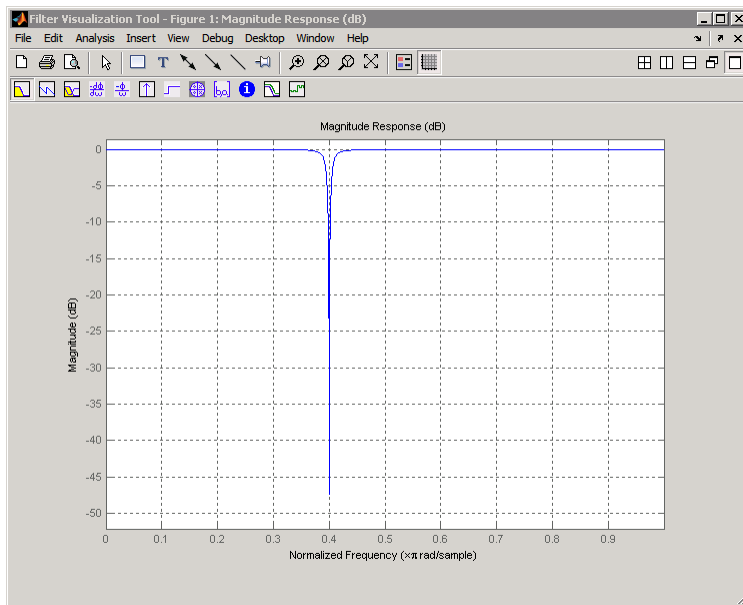 Filter Visualization Tool - Figure 1: Magnitude Response (dB)
File Edit Analysis Insert View Debug Desktop Window Help
Magnitude Response (dB)
0
-5
-10
-15
-20
-25
-30
-35
-40
-45
-50
Magnitude (dB)
0 0.1 0.2 0.3 0.4 0.5 0.6 0.7 0.8 0.9
Normalized Frequency (×π rad/sample)